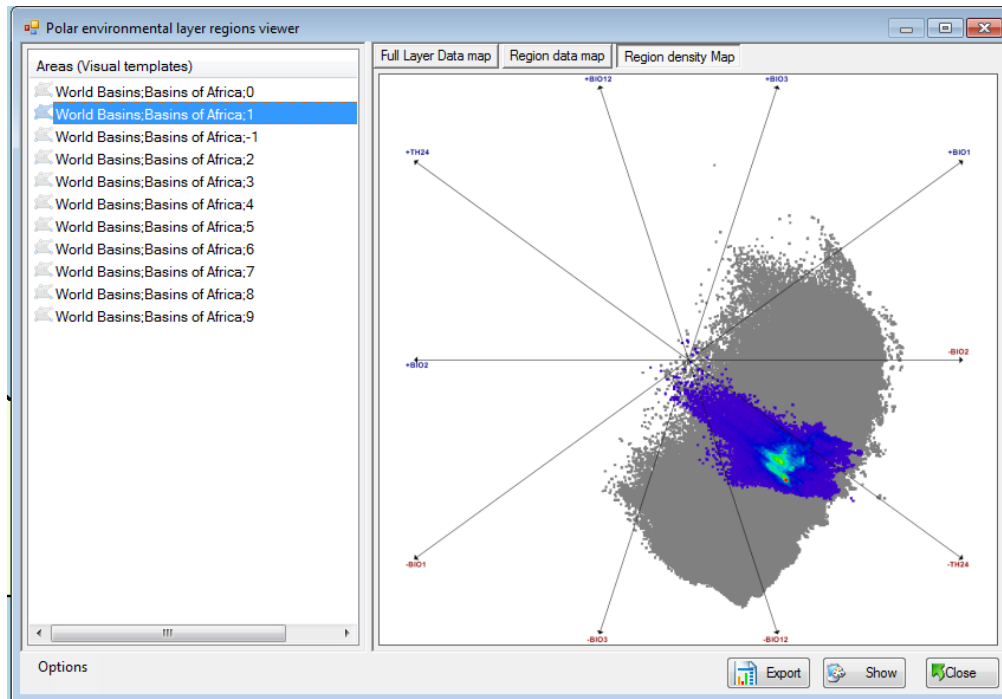 Polar environmental layer regions viewer
Areas (Visual templates)
World Basins;Basins of Africa;0
World Basins;Basins of Africa;1
World Basins;Basins of Africa;-1
World Basins;Basins of Africa;2
World Basins;Basins of Africa;3
World Basins;Basins of Africa;4
World Basins;Basins of Africa;5
World Basins;Basins of Africa;6
World Basins;Basins of Africa;7
World Basins;Basins of Africa;8
World Basins;Basins of Africa;9
Full Layer Data map Region data map Region density Map
+BIO12 +BIO3
+TH24 +BIO1
+BIO2 -BIO2
-BIO1 -TH24
-BIO3 -BIO12
Options Export Show Close